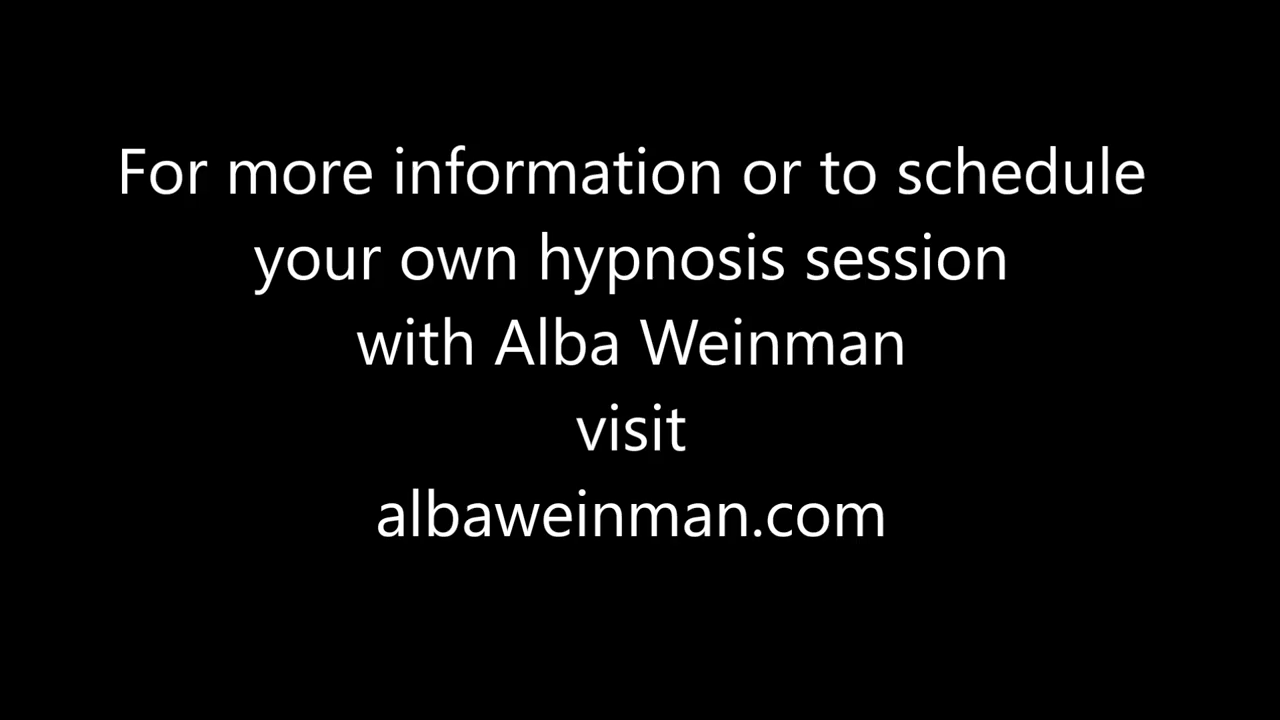 For more information or to schedule
your own hypnosis session
with Alba Weinman
visit
albaweinman.com